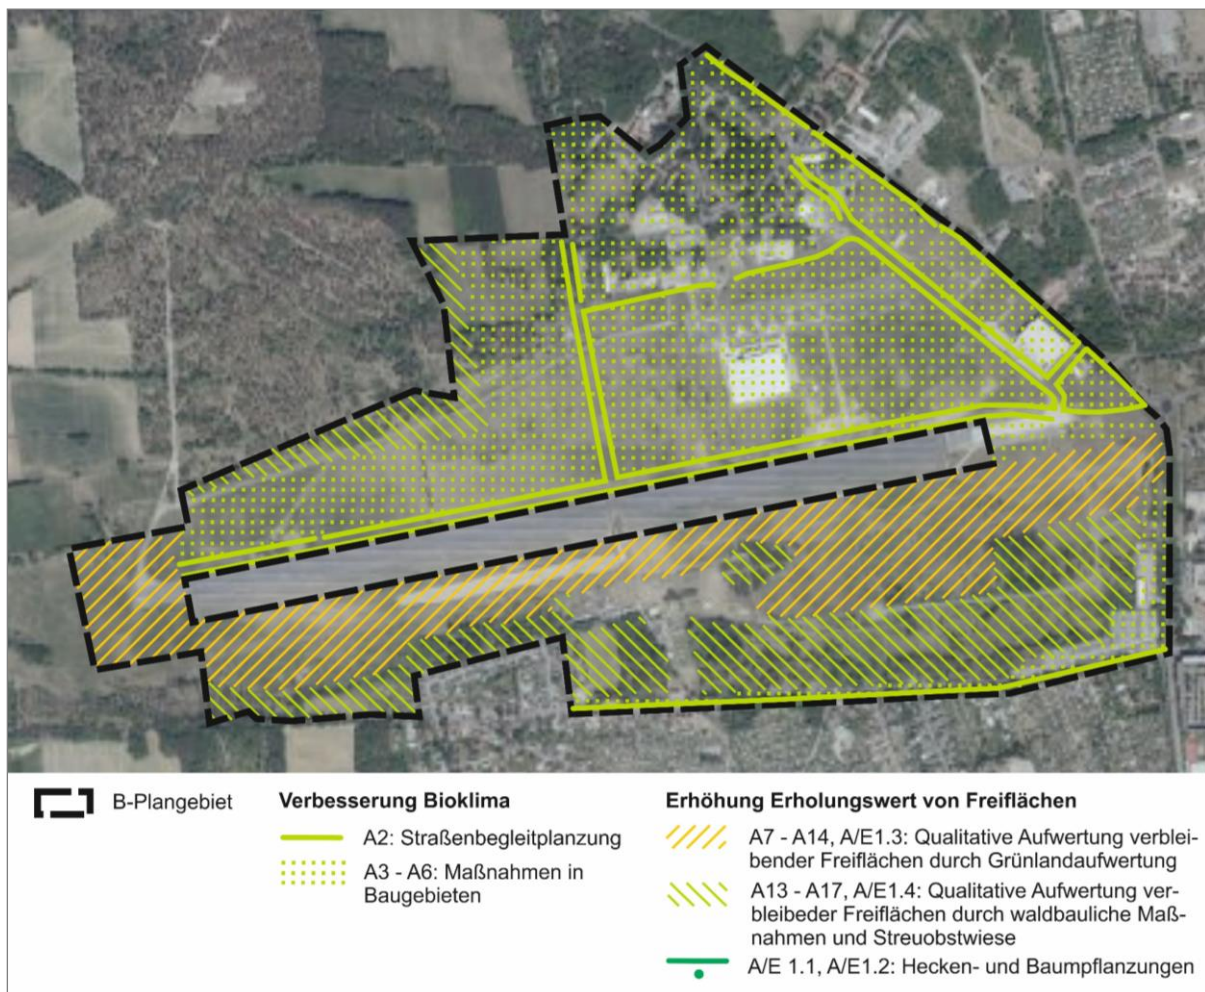 B-Plangebiet
Verbesserung Bioklima
A2: Straßenbegleitplanzung
A3 - A6: Maßnahmen in
Baugebieten
Erhöhung Erholungswert von Freiflächen
A7 - A14, A/E1.3: Qualitative Aufwertung verblei-
bender Freiflächen durch Grünlandaufwertung
A13 - A17, A/E1.4: Qualitative Aufwertung ver-
bleibeder Freiflächen durch waldbauliche Maß-
nahmen und Streuobstwiese
A/E 1.1, A/E1.2: Hecken- und Baumpflanzungen